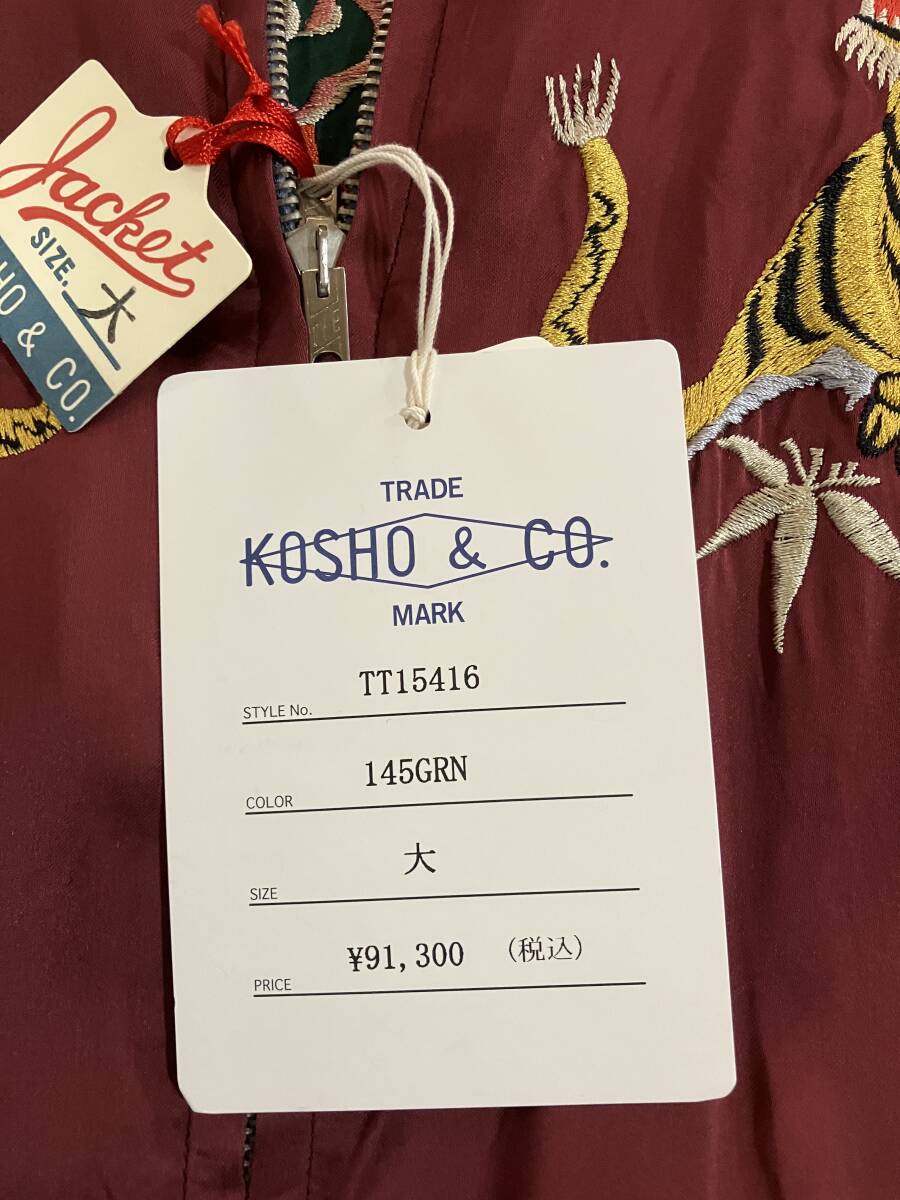 Jacket
SIZE. 大
HO & CO.
TRADE
KOSHO & CO.
MARK
STYLE No. TT15416
COLOR 145GRN
SIZE 大
PRICE ¥91,300 (税込)